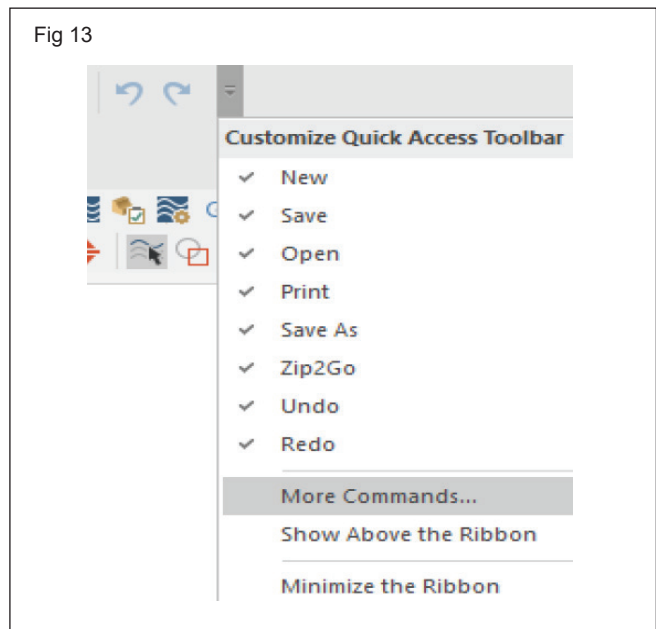 Fig 13
Customize Quick Access Toolbar
New
Save
Open
Print
Save As
Zip2Go
Undo
Redo
More Commands...
Show Above the Ribbon
Minimize the Ribbon